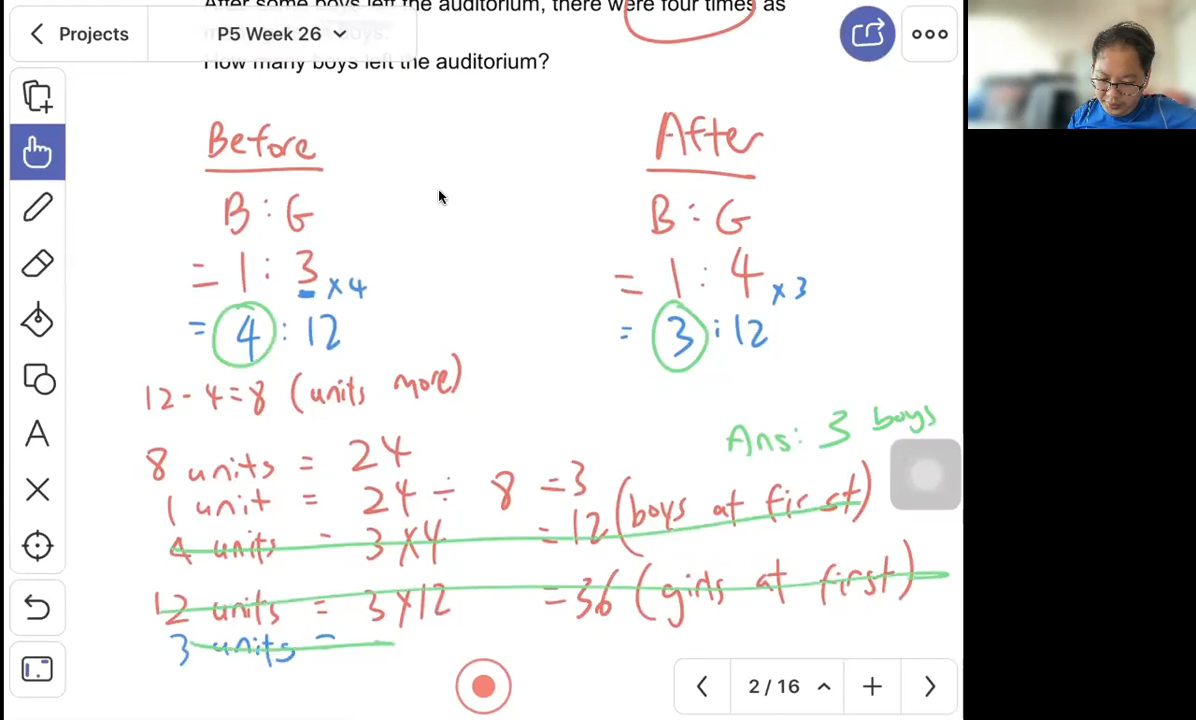 After some boys left the auditorium, there were four times as
Projects
P5 Week 26
How many boys left the auditorium?
Before
After
B : G
B : G
= 1 : 3 x 4
= 1 : 4 x 3
= 4 : 12
= 3 : 12
12 - 4 = 8 (units more)
Ans: 3 boys
8 units = 24
1 unit = 24 ÷ 8 = 3
4 units = 3 x 4 = 12 (boys at first)
12 units = 3 x 12 = 36 (girls at first)
3 units =
A
2 / 16